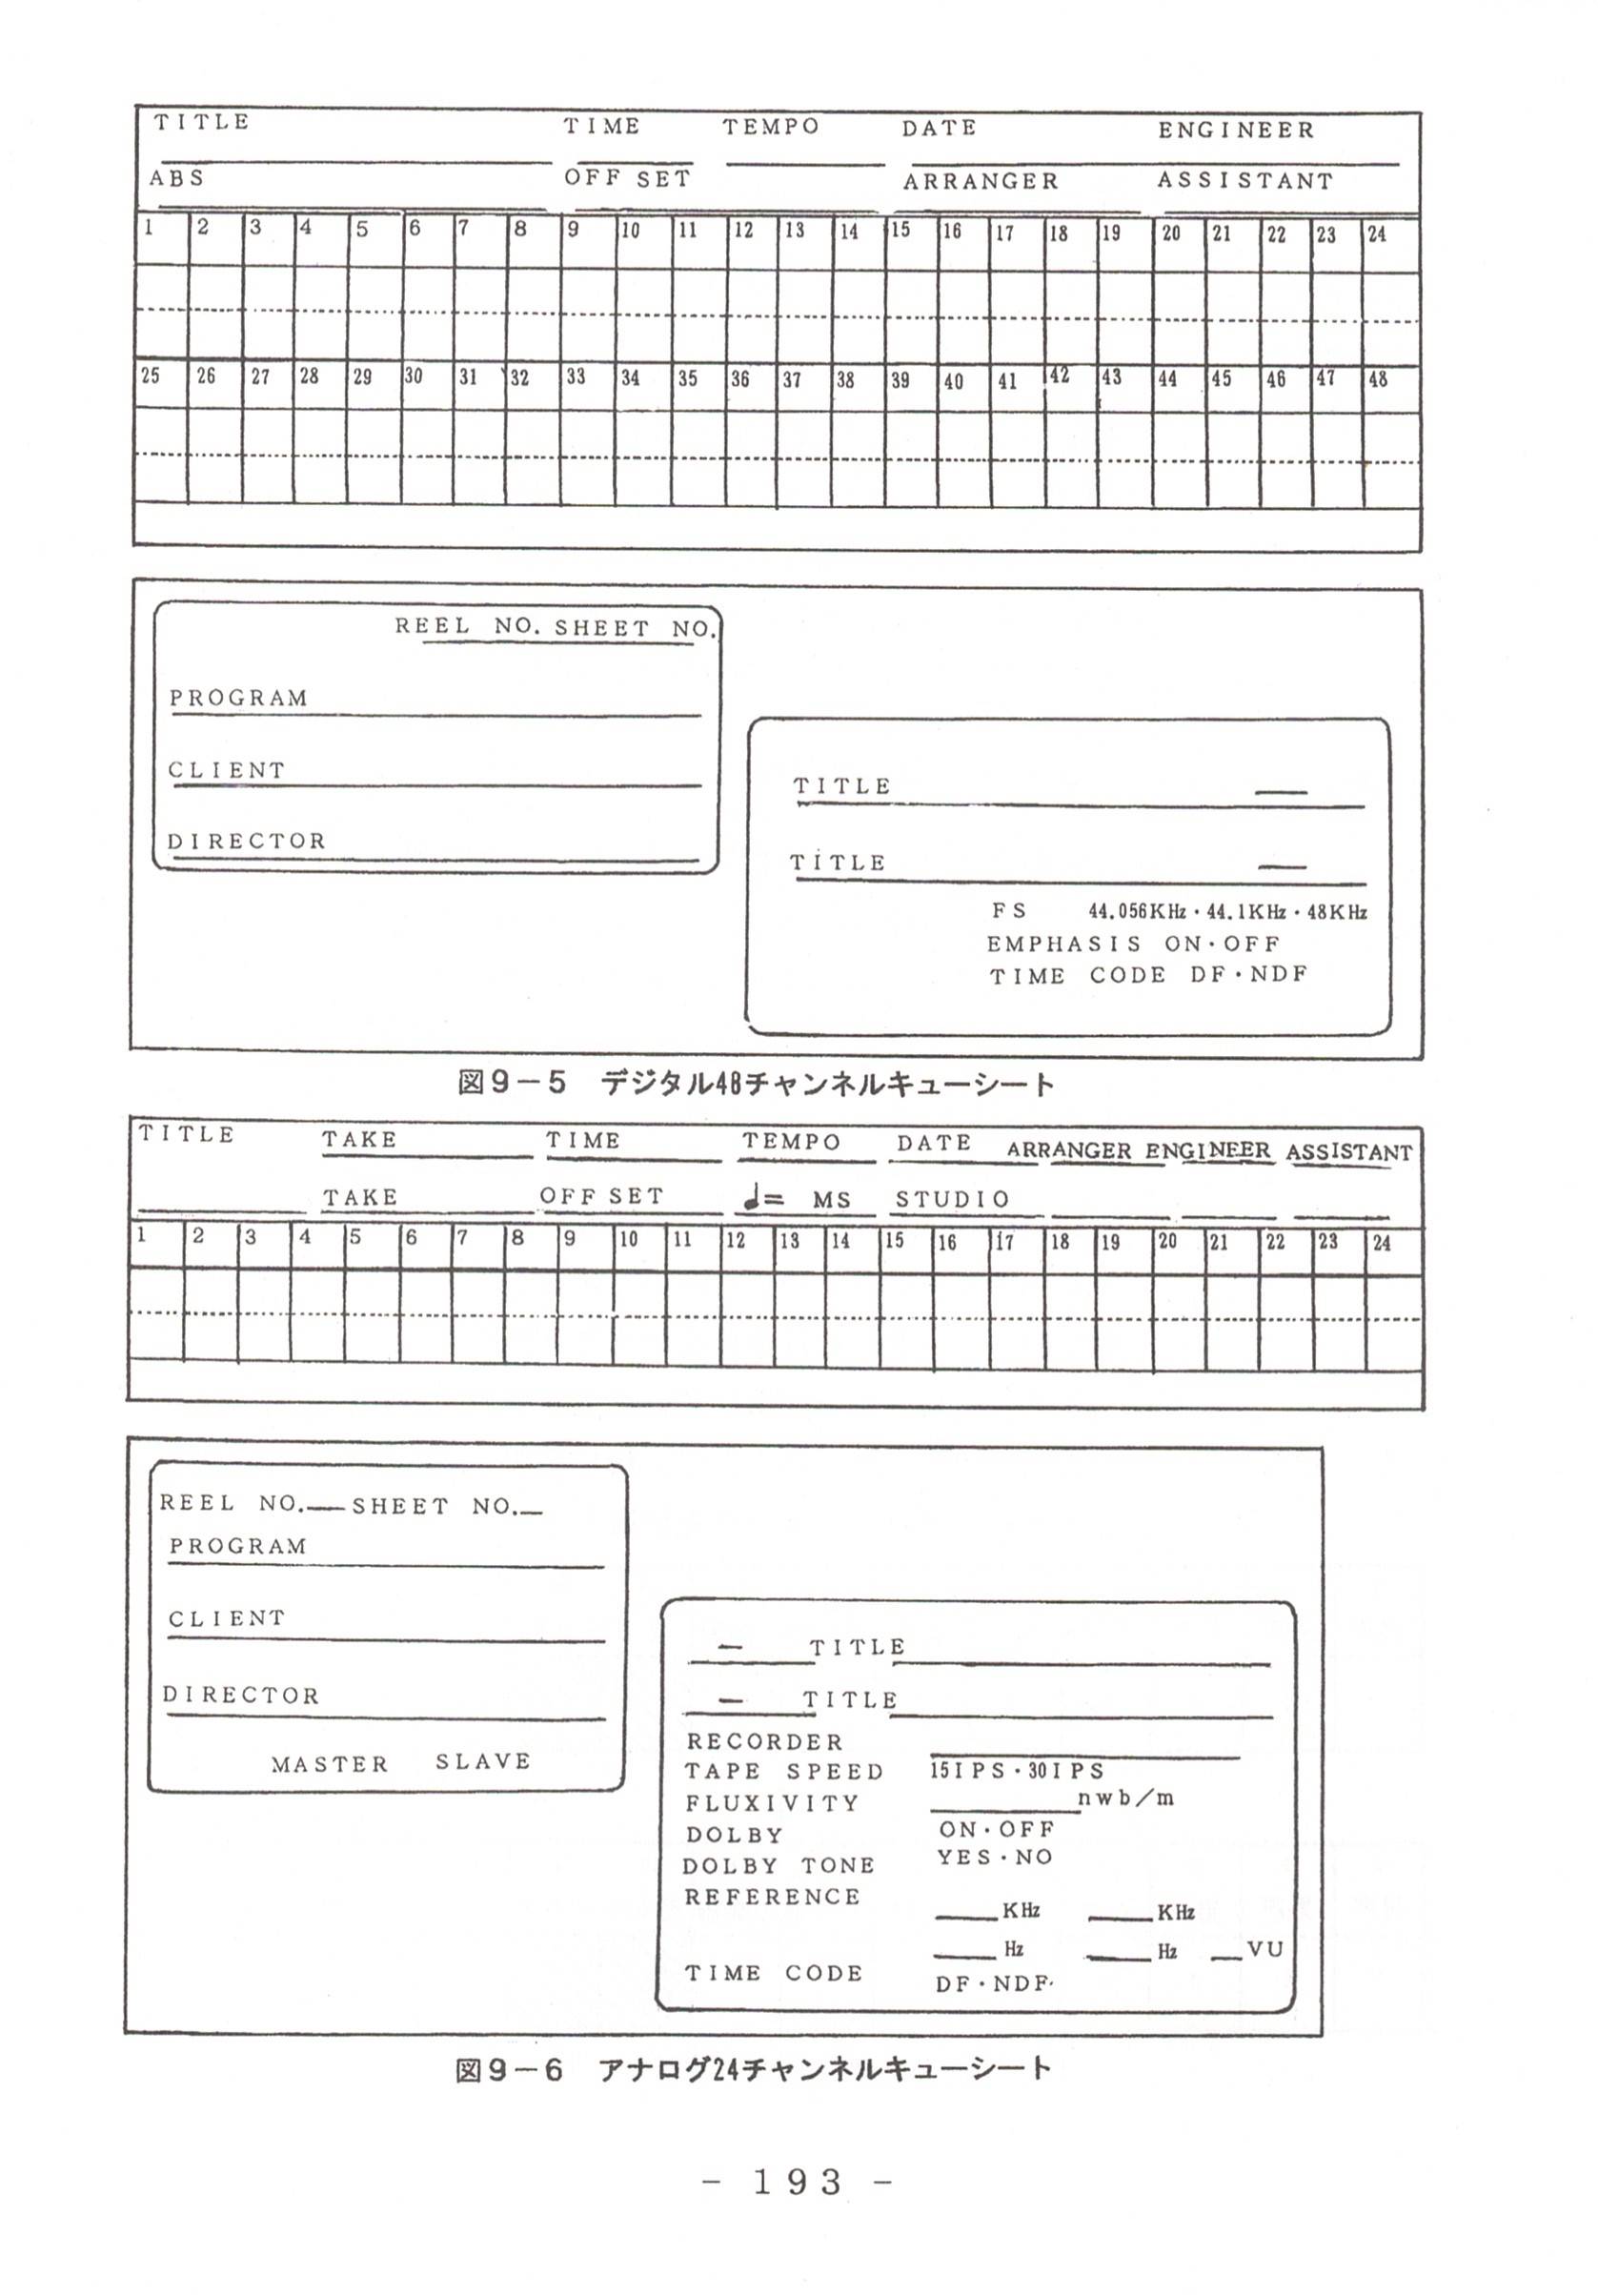 TITLE TIME TEMPO DATE ENGINEER
ABS OFF SET ARRANGER ASSISTANT
1 2 3 4 5 6 7 8 9 10 11 12 13 14 15 16 17 18 19 20 21 22 23 24
25 26 27 28 29 30 31 32 33 34 35 36 37 38 39 40 41 42 43 44 45 46 47 48
REEL NO. SHEET NO.
PROGRAM
CLIENT
DIRECTOR
TITLE
TITLE
FS 44.056KHz・44.1KHz・48KHz
EMPHASIS ON・OFF
TIME CODE DF・NDF
図9－5 デジタル48チャンネルキューシート
TITLE TAKE TIME TEMPO DATE ARRANGER ENGINEER ASSISTANT
TAKE OFF SET ♩= MS STUDIO
1 2 3 4 5 6 7 8 9 10 11 12 13 14 15 16 17 18 19 20 21 22 23 24
REEL NO. SHEET NO.
PROGRAM
CLIENT
DIRECTOR
MASTER SLAVE
TITLE
TITLE
RECORDER
TAPE SPEED 15IPS・30IPS
FLUXIVITY nwb/m
DOLBY ON・OFF
DOLBY TONE YES・NO
REFERENCE KHz KHz
Hz Hz VU
TIME CODE DF・NDF
図9－6 アナログ24チャンネルキューシート
- 193 -